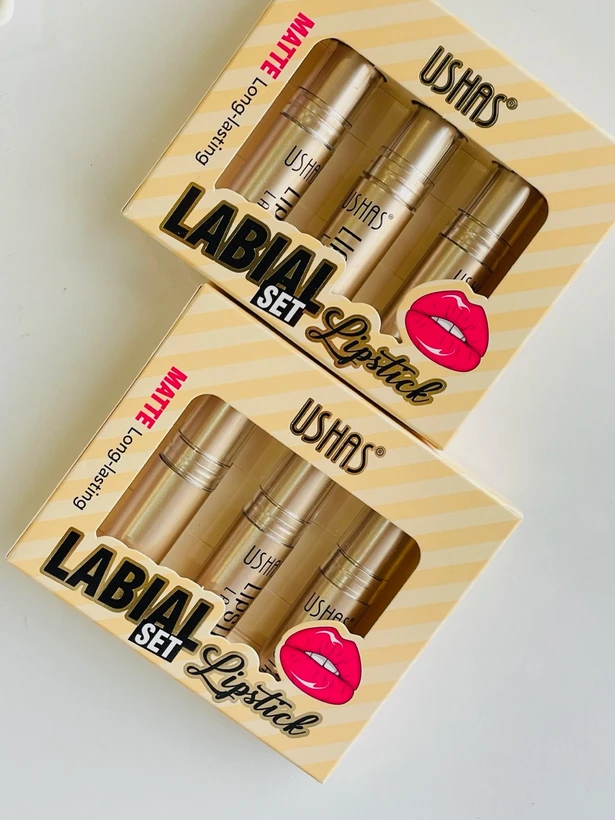 MATTE Long-lasting
USHAS®
USHAS®
LABIAL
SET
Lipstick
MATTE Long-lasting
USHAS®
USHAS
USHAS
LABIAL
SET
Lipstick